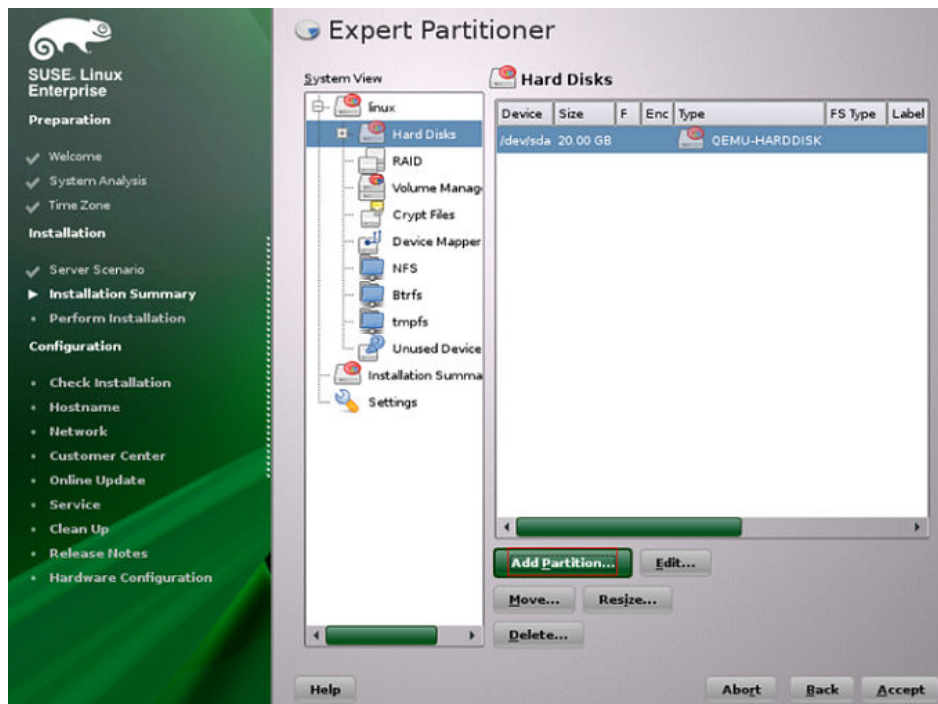 SUSE. Linux
Enterprise
Preparation
Welcome
System Analysis
Time Zone
Installation
Server Scenario
Installation Summary
Perform Installation
Configuration
Check Installation
Hostname
Network
Customer Center
Online Update
Service
Clean Up
Release Notes
Hardware Configuration
Expert Partitioner
System View
linux
Hard Disks
RAID
Volume Manag
Crypt Files
Device Mapper
NFS
Btrfs
tmpfs
Unused Device
Installation Summa
Settings
Hard Disks
Device Size F Enc Type FS Type Label
/dev/sda 20.00 GB QEMU-HARDDISK
Add Partition... Edit...
Move... Resize...
Delete...
Help Abort Back Accept